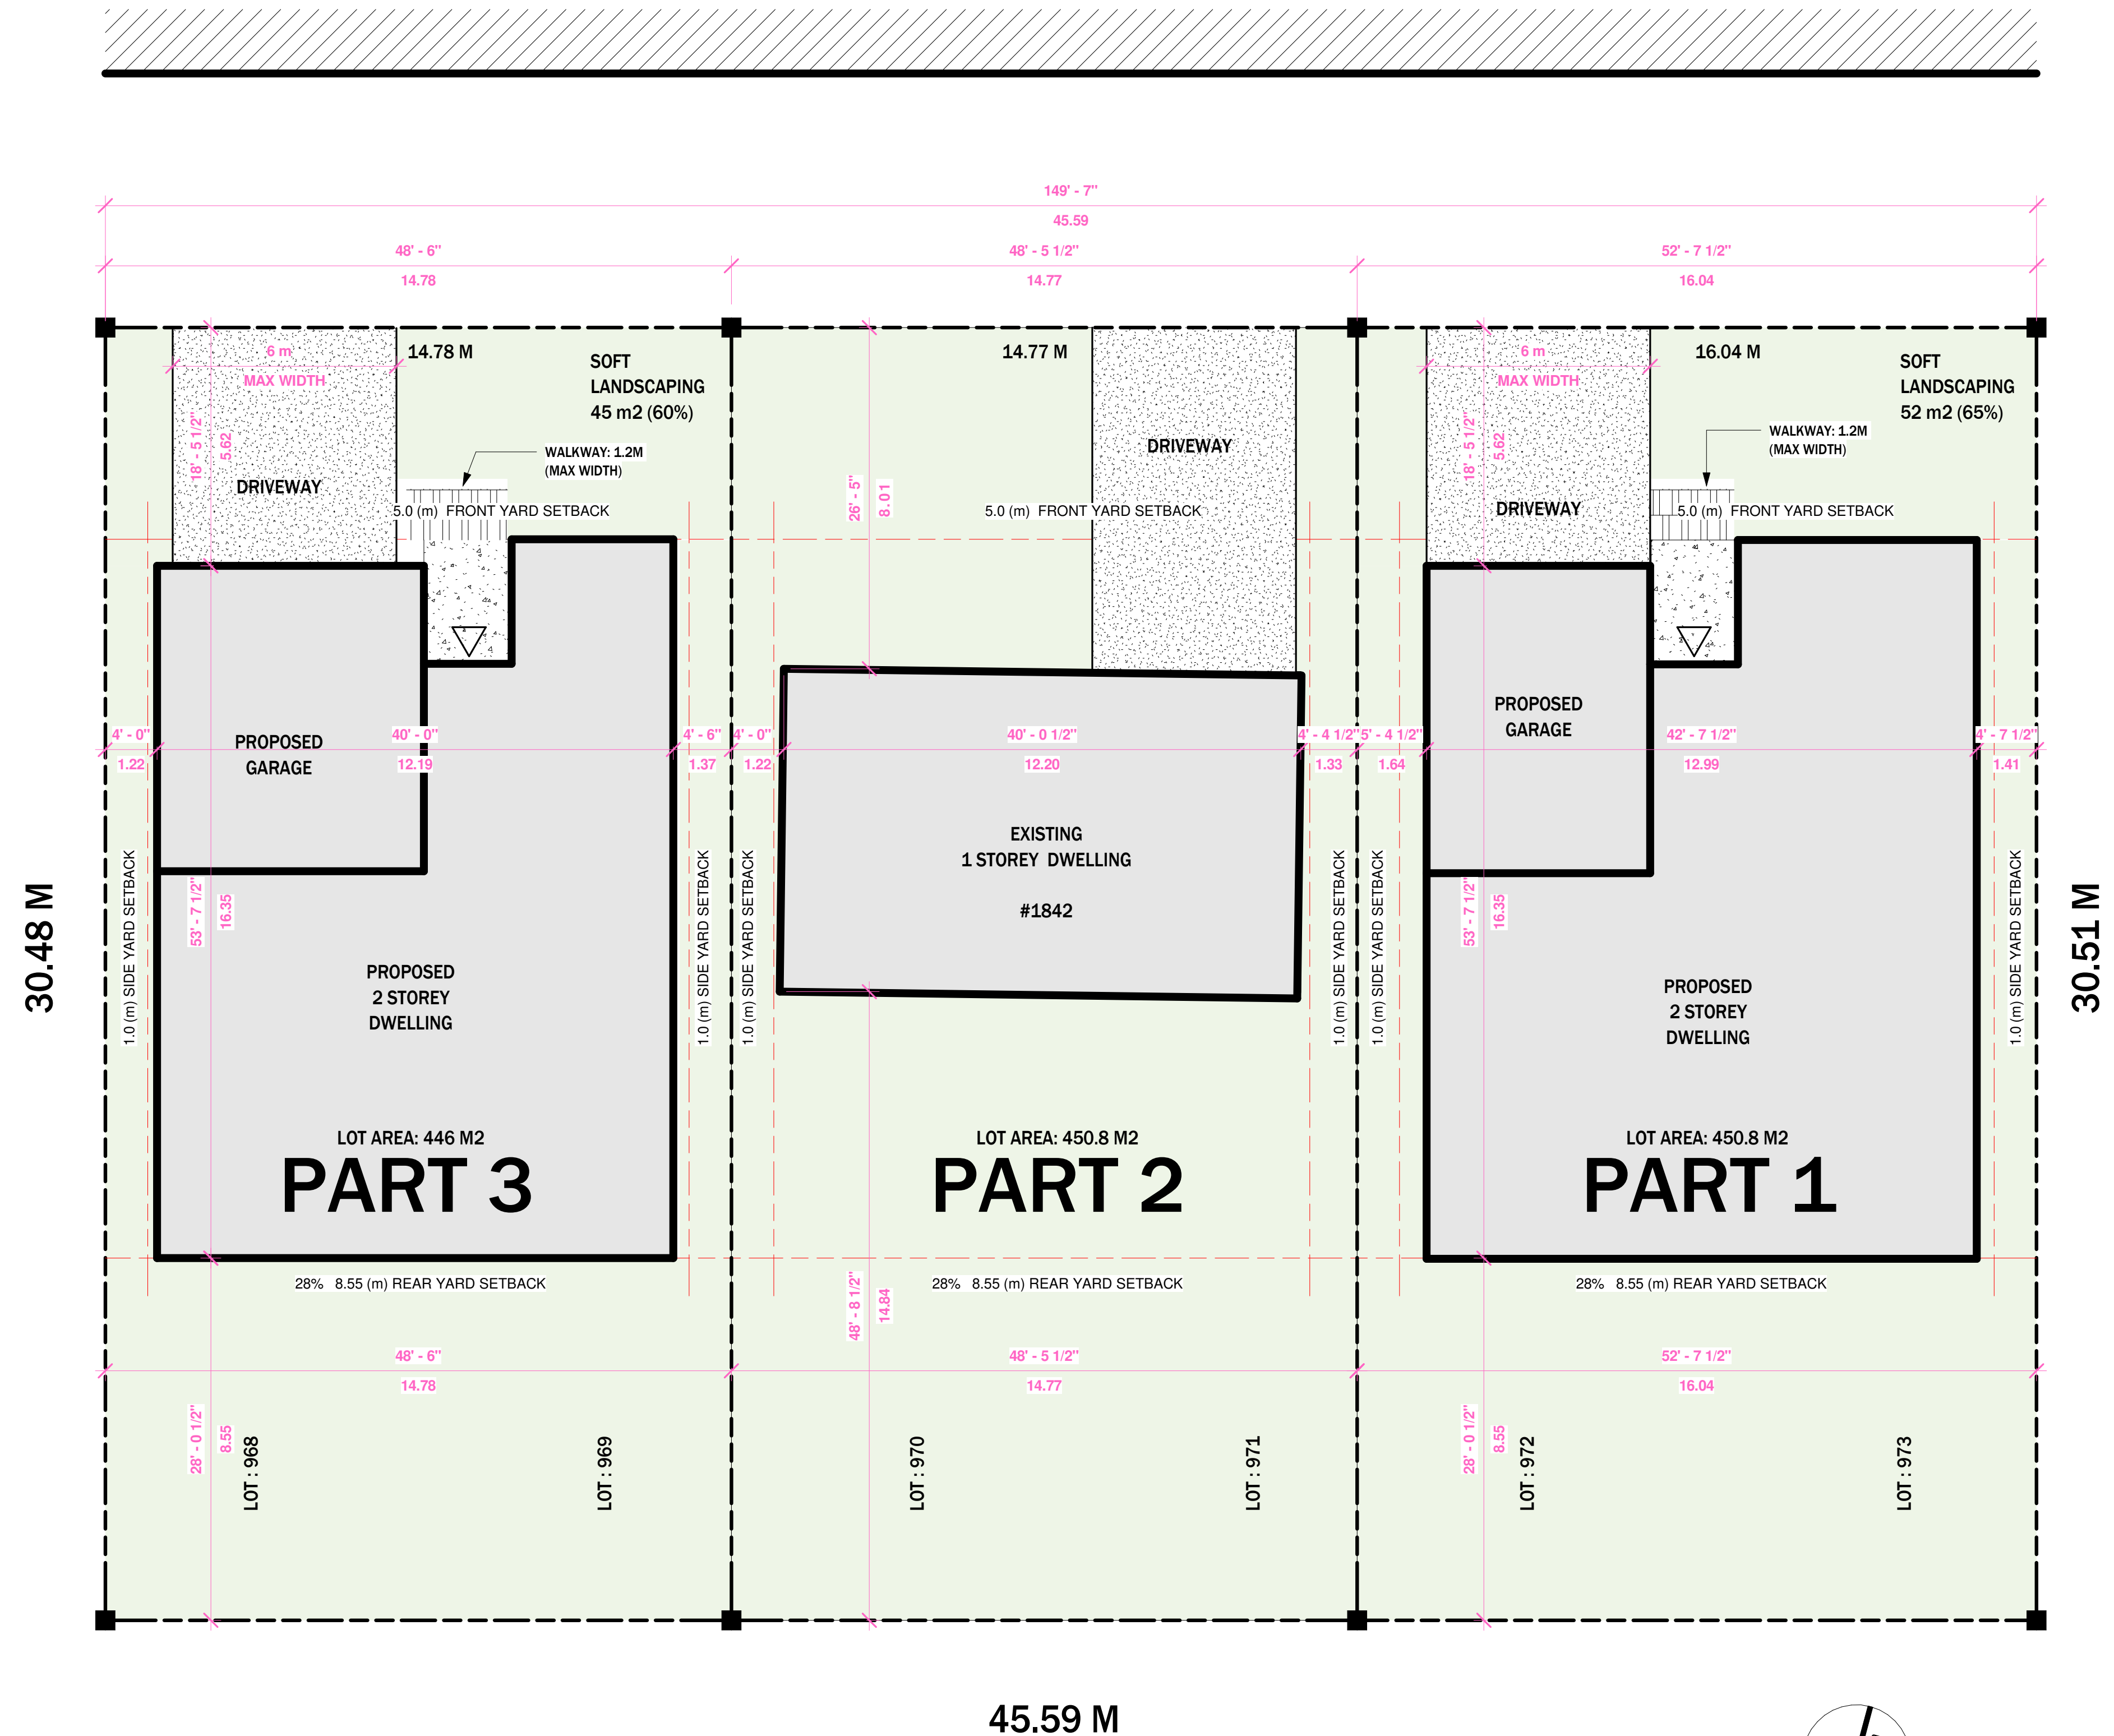 149' - 7"
45.59
48' - 6"
48' - 5 1/2"
52' - 7 1/2"
14.78
14.77
16.04
6 m
MAX WIDTH
14.78 M
SOFT
LANDSCAPING
45 m2 (60%)
14.77 M
6 m
MAX WIDTH
16.04 M
SOFT
LANDSCAPING
52 m2 (65%)
18' - 5 1/2"
5.62
DRIVEWAY
WALKWAY: 1.2M
(MAX WIDTH)
5.0 (m) FRONT YARD SETBACK
26' - 5"
8.01
DRIVEWAY
5.0 (m) FRONT YARD SETBACK
18' - 5 1/2"
5.62
DRIVEWAY
WALKWAY: 1.2M
(MAX WIDTH)
5.0 (m) FRONT YARD SETBACK
PROPOSED
GARAGE
PROPOSED
GARAGE
4' - 0"
40' - 0"
4' - 6"
4' - 0"
40' - 0 1/2"
4' - 4 1/2"
5' - 4 1/2"
42' - 7 1/2"
4' - 7 1/2"
1.22
12.19
1.37
1.22
12.20
1.33
1.64
12.99
1.41
30.48 M
1.0 (m) SIDE YARD SETBACK
53' - 7 1/2"
16.35
PROPOSED
2 STOREY
DWELLING
1.0 (m) SIDE YARD SETBACK
1.0 (m) SIDE YARD SETBACK
EXISTING
1 STOREY DWELLING
#1842
1.0 (m) SIDE YARD SETBACK
1.0 (m) SIDE YARD SETBACK
53' - 7 1/2"
16.35
PROPOSED
2 STOREY
DWELLING
1.0 (m) SIDE YARD SETBACK
30.51 M
LOT AREA: 446 M2
PART 3
LOT AREA: 450.8 M2
PART 2
LOT AREA: 450.8 M2
PART 1
28% 8.55 (m) REAR YARD SETBACK
28% 8.55 (m) REAR YARD SETBACK
28% 8.55 (m) REAR YARD SETBACK
48' - 8 1/2"
14.84
48' - 6"
48' - 5 1/2"
52' - 7 1/2"
14.78
14.77
16.04
28' - 0 1/2"
8.55
LOT : 968
LOT : 969
LOT : 970
LOT : 971
28' - 0 1/2"
8.55
LOT : 972
LOT : 973
45.59 M